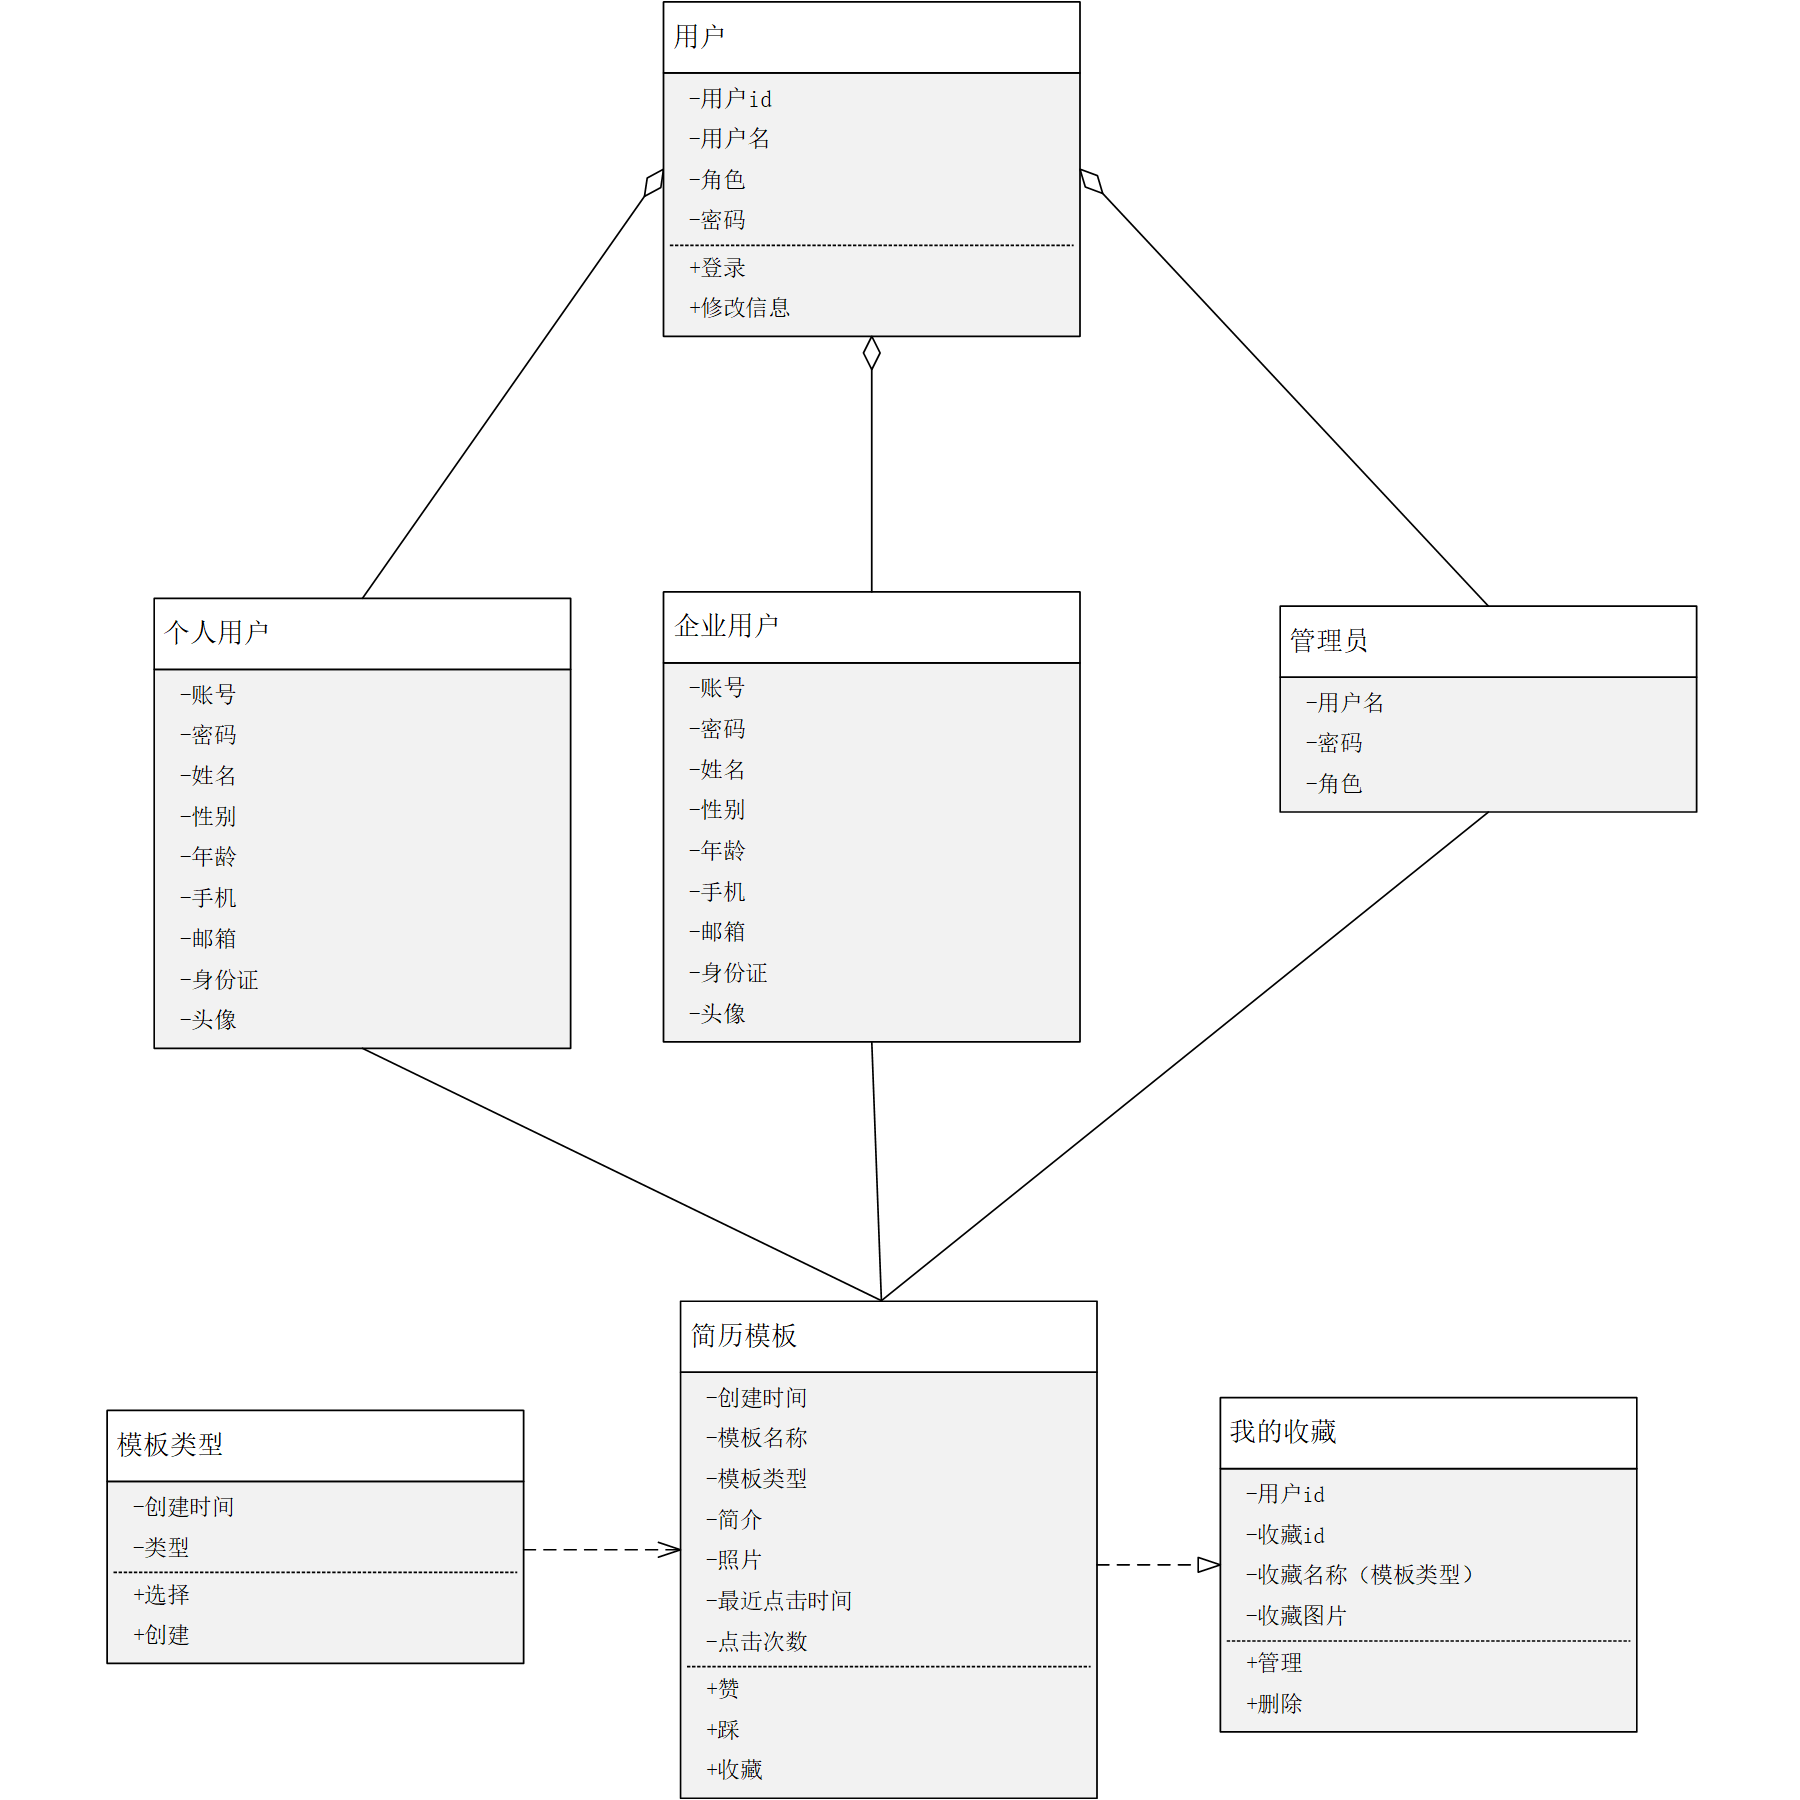 用户
-用户id
-用户名
-角色
-密码
+登录
+修改信息
个人用户
-账号
-密码
-姓名
-性别
-年龄
-手机
-邮箱
-身份证
-头像
企业用户
-账号
-密码
-姓名
-性别
-年龄
-手机
-邮箱
-身份证
-头像
管理员
-用户名
-密码
-角色
模板类型
-创建时间
-类型
+选择
+创建
简历模板
-创建时间
-模板名称
-模板类型
-简介
-照片
-最近点击时间
-点击次数
+赞
+踩
+收藏
我的收藏
-用户id
-收藏id
-收藏名称（模板类型）
-收藏图片
+管理
+删除